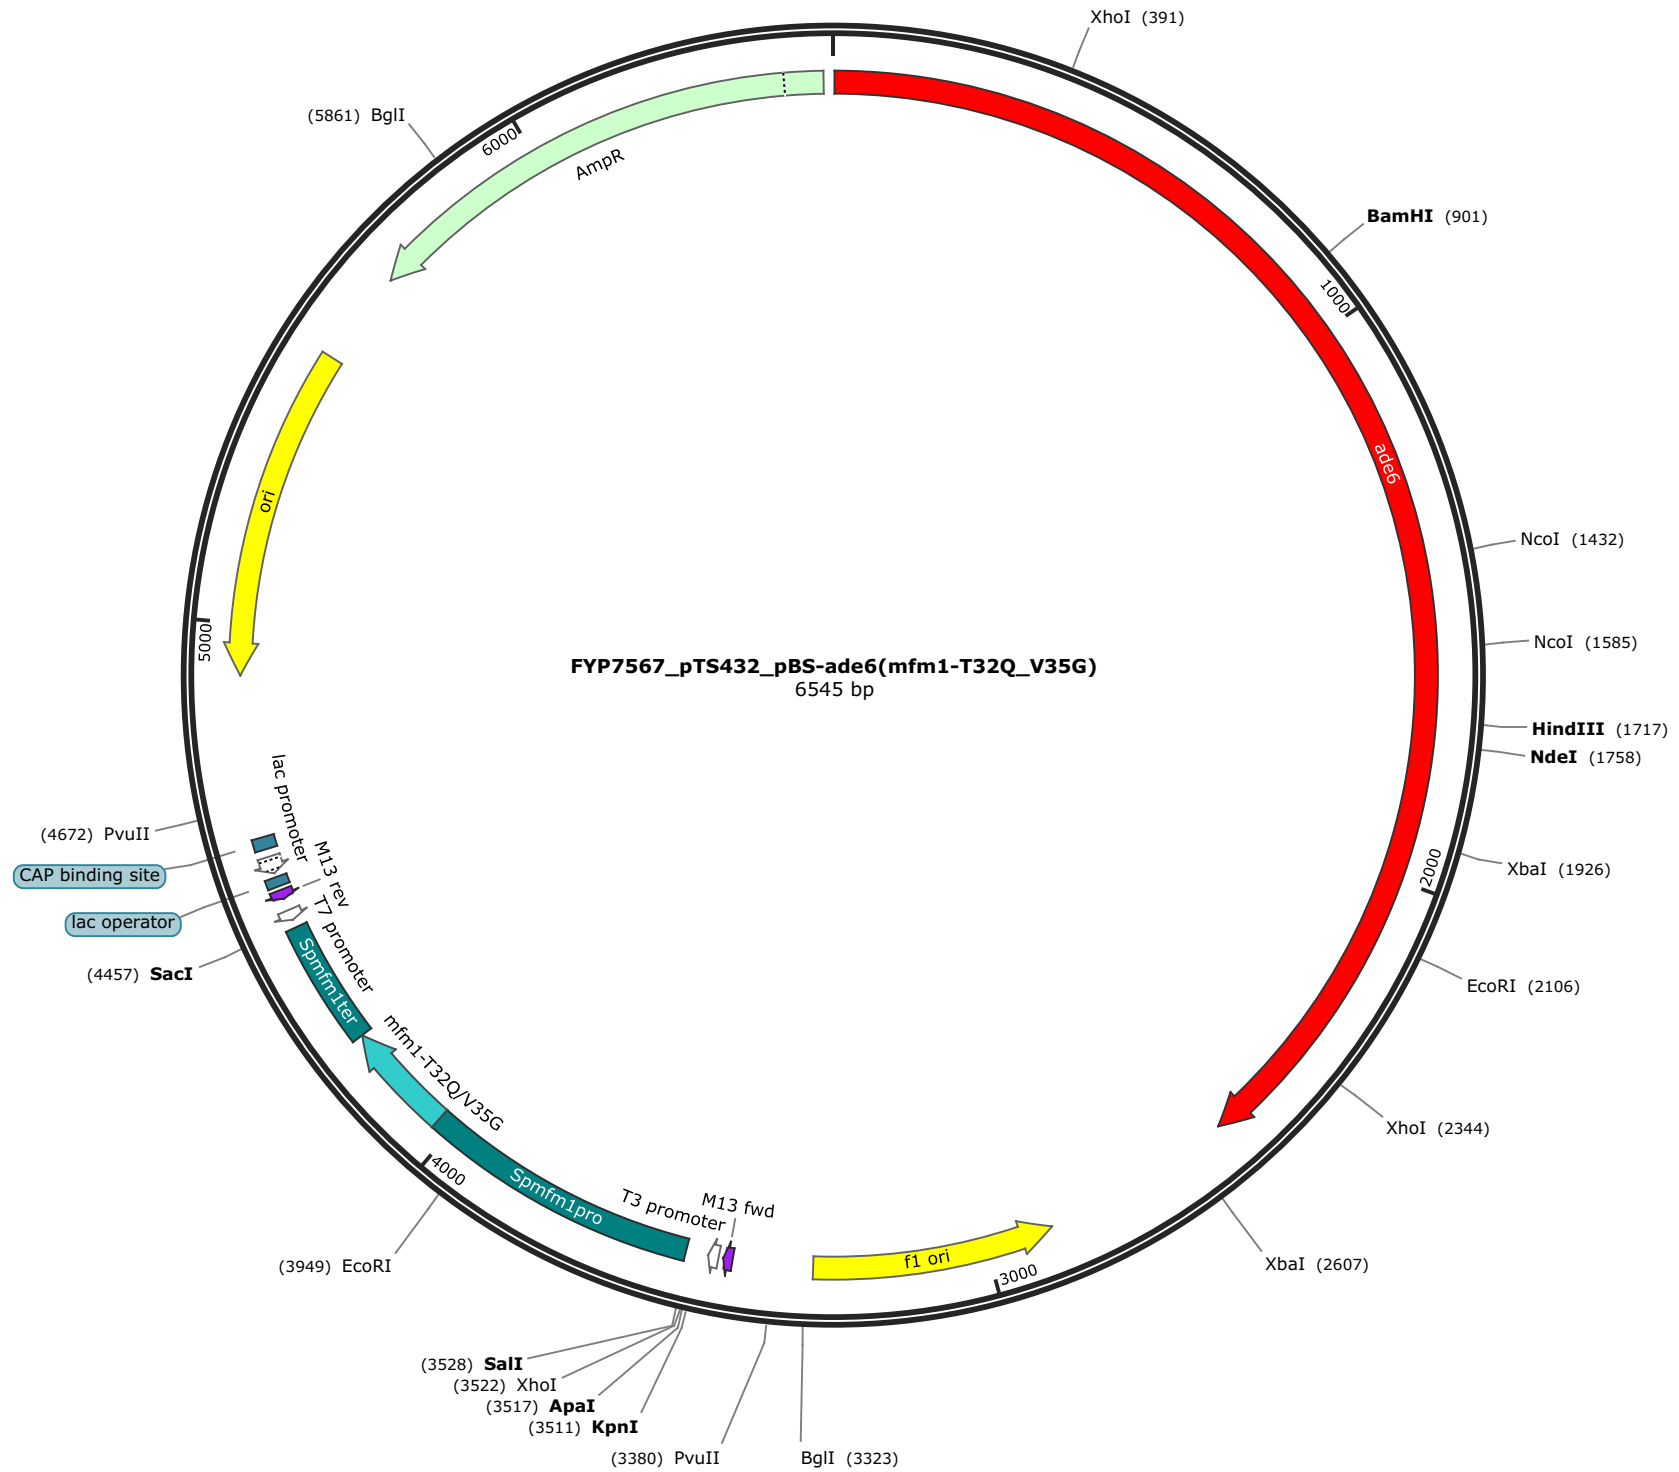 XhoI (391)
(5861) BglI
6000
AmpR
BamHI (901)
1000
ade6
ori
NcoI (1432)
5000
NcoI (1585)
FYP7567_pTS432_pBS-ade6(mfm1-T32Q_V35G)
6545 bp
HindIII (1717)
NdeI (1758)
lac promoter
(4672) PvuII
M13 rev
CAP binding site
2000
XbaI (1926)
T7 promoter
lac operator
Spmfm1ter
(4457) SacI
EcoRI (2106)
mfm1-T32Q/V35G
XhoI (2344)
4000
Spmfm1pro
T3 promoter
M13 fwd
f1 ori
3000
(3949) EcoRI
XbaI (2607)
(3528) SalI
(3522) XhoI
(3517) ApaI
(3511) KpnI
(3380) PvuII
BglI (3323)